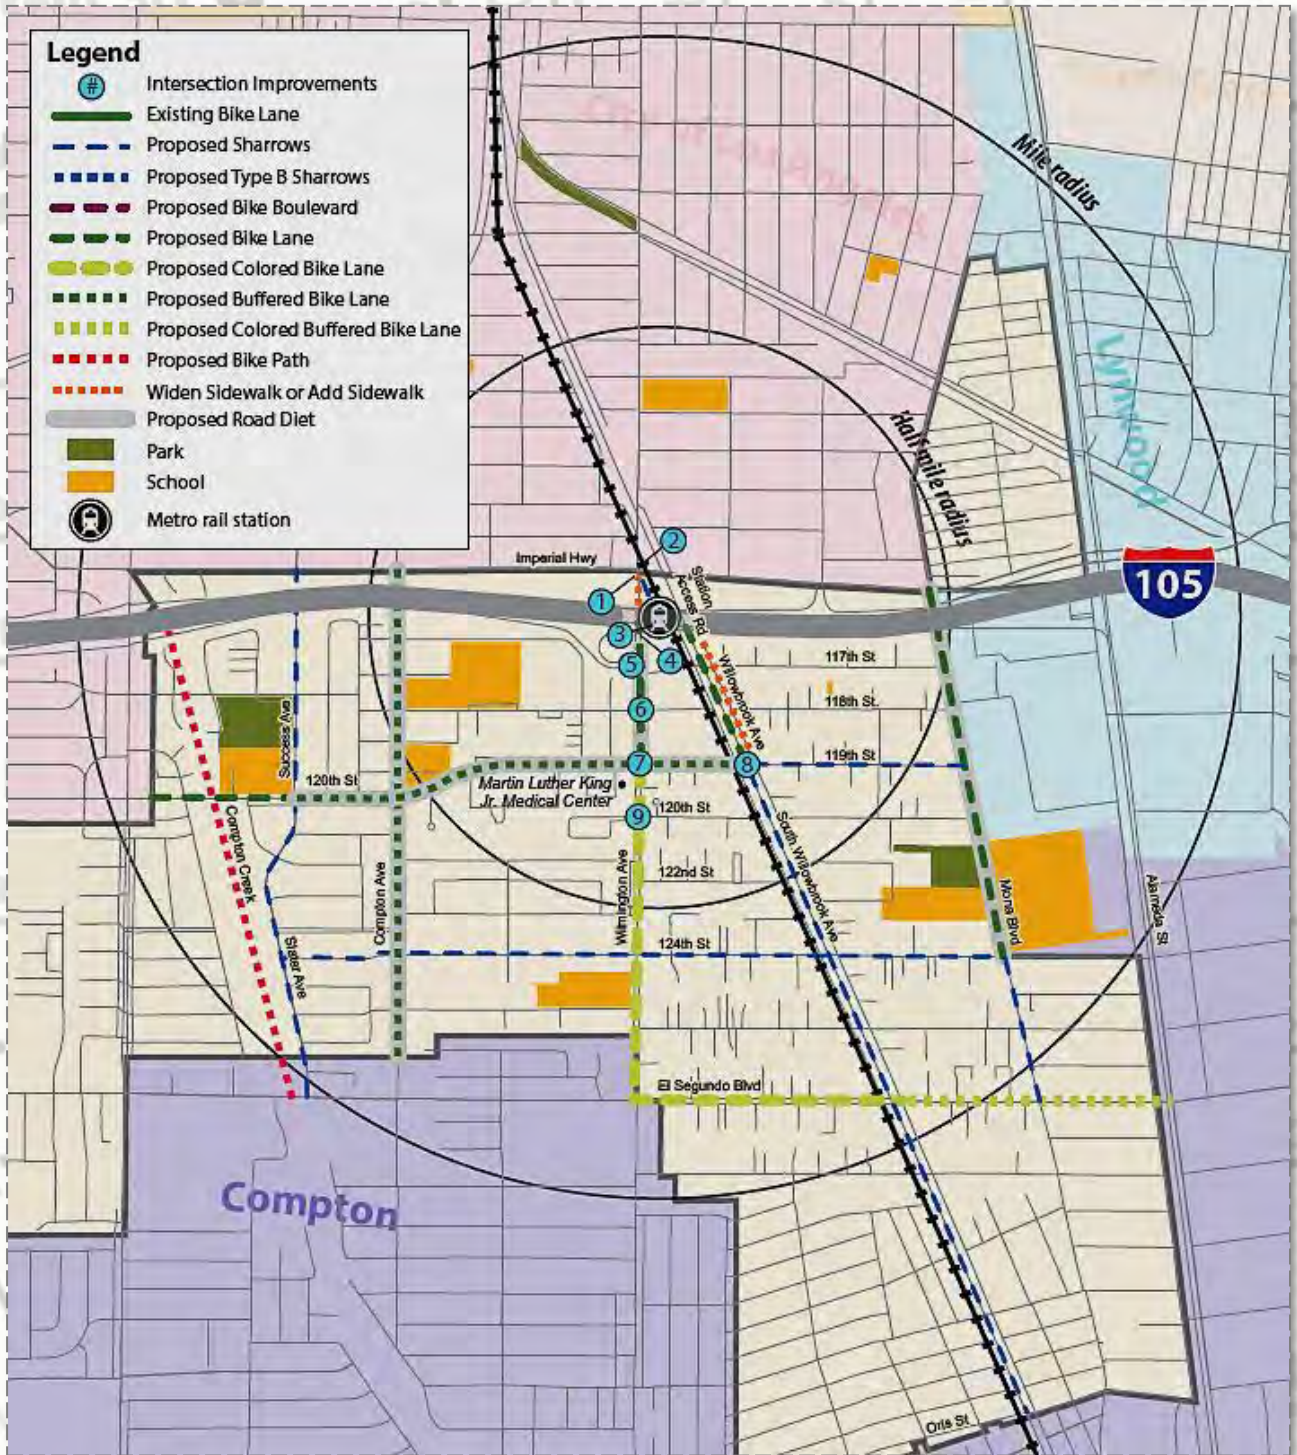 Legend
# Intersection Improvements
Existing Bike Lane
Proposed Sharrows
Proposed Type B Sharrows
Proposed Bike Boulevard
Proposed Bike Lane
Proposed Colored Bike Lane
Proposed Buffered Bike Lane
Proposed Colored Buffered Bike Lane
Proposed Bike Path
Widen Sidewalk or Add Sidewalk
Proposed Road Diet
Park
School
Metro rail station
Mile radius
Half mile radius
Lynwood
105
Imperial Hwy
2
1
Station
Access Rd
3
4
5
117th St
Willowbrook Ave
6
118th St.
Success Ave
7
8
119th St
120th St
Martin Luther King
Jr. Medical Center
120th St
9
Compton Creek
South Willowbrook Ave
122nd St
Compton Ave
Wilmington Ave
Mona Blvd
Alameda St
Slater Ave
124th St
El Segundo Blvd
Compton
Oris St